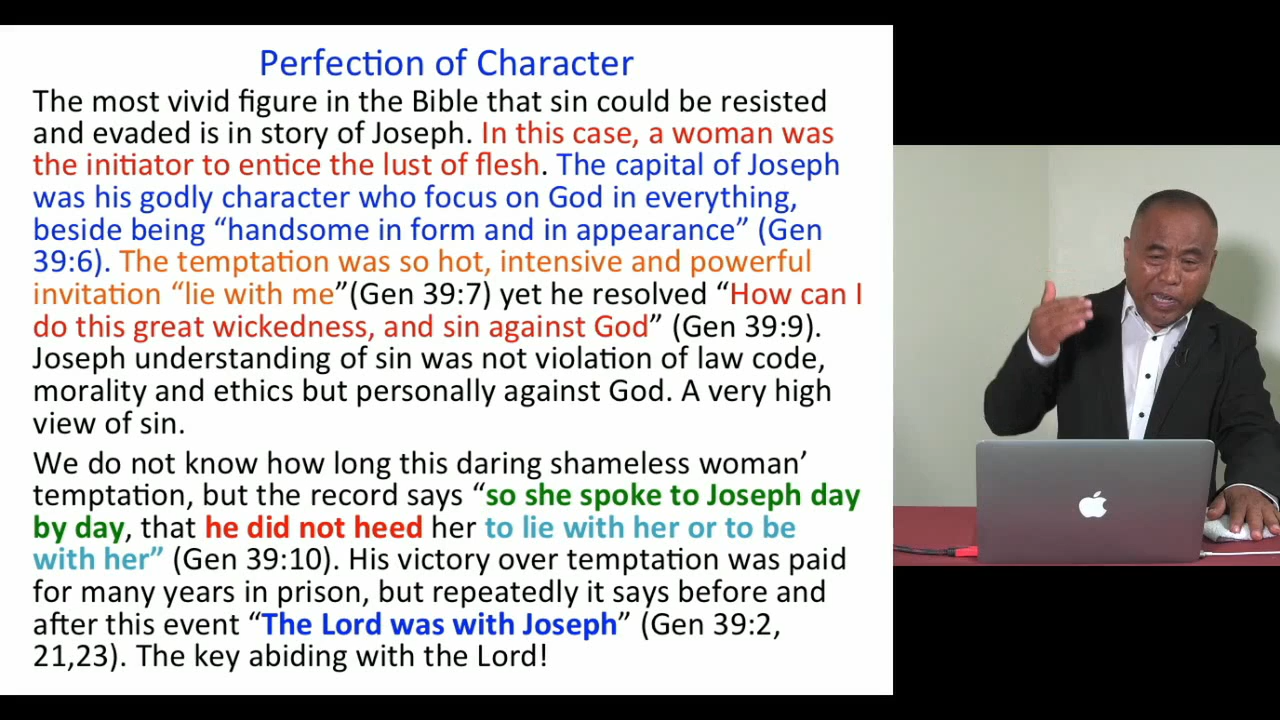 Perfection of Character
The most vivid figure in the Bible that sin could be resisted
and evaded is in story of Joseph. In this case, a woman was
the initiator to entice the lust of flesh. The capital of Joseph
was his godly character who focus on God in everything,
beside being “handsome in form and in appearance” (Gen
39:6). The temptation was so hot, intensive and powerful
invitation “lie with me”(Gen 39:7) yet he resolved “How can I
do this great wickedness, and sin against God” (Gen 39:9).
Joseph understanding of sin was not violation of law code,
morality and ethics but personally against God. A very high
view of sin.
We do not know how long this daring shameless woman’
temptation, but the record says “so she spoke to Joseph day
by day, that he did not heed her to lie with her or to be
with her” (Gen 39:10). His victory over temptation was paid
for many years in prison, but repeatedly it says before and
after this event “The Lord was with Joseph” (Gen 39:2,
21,23). The key abiding with the Lord!